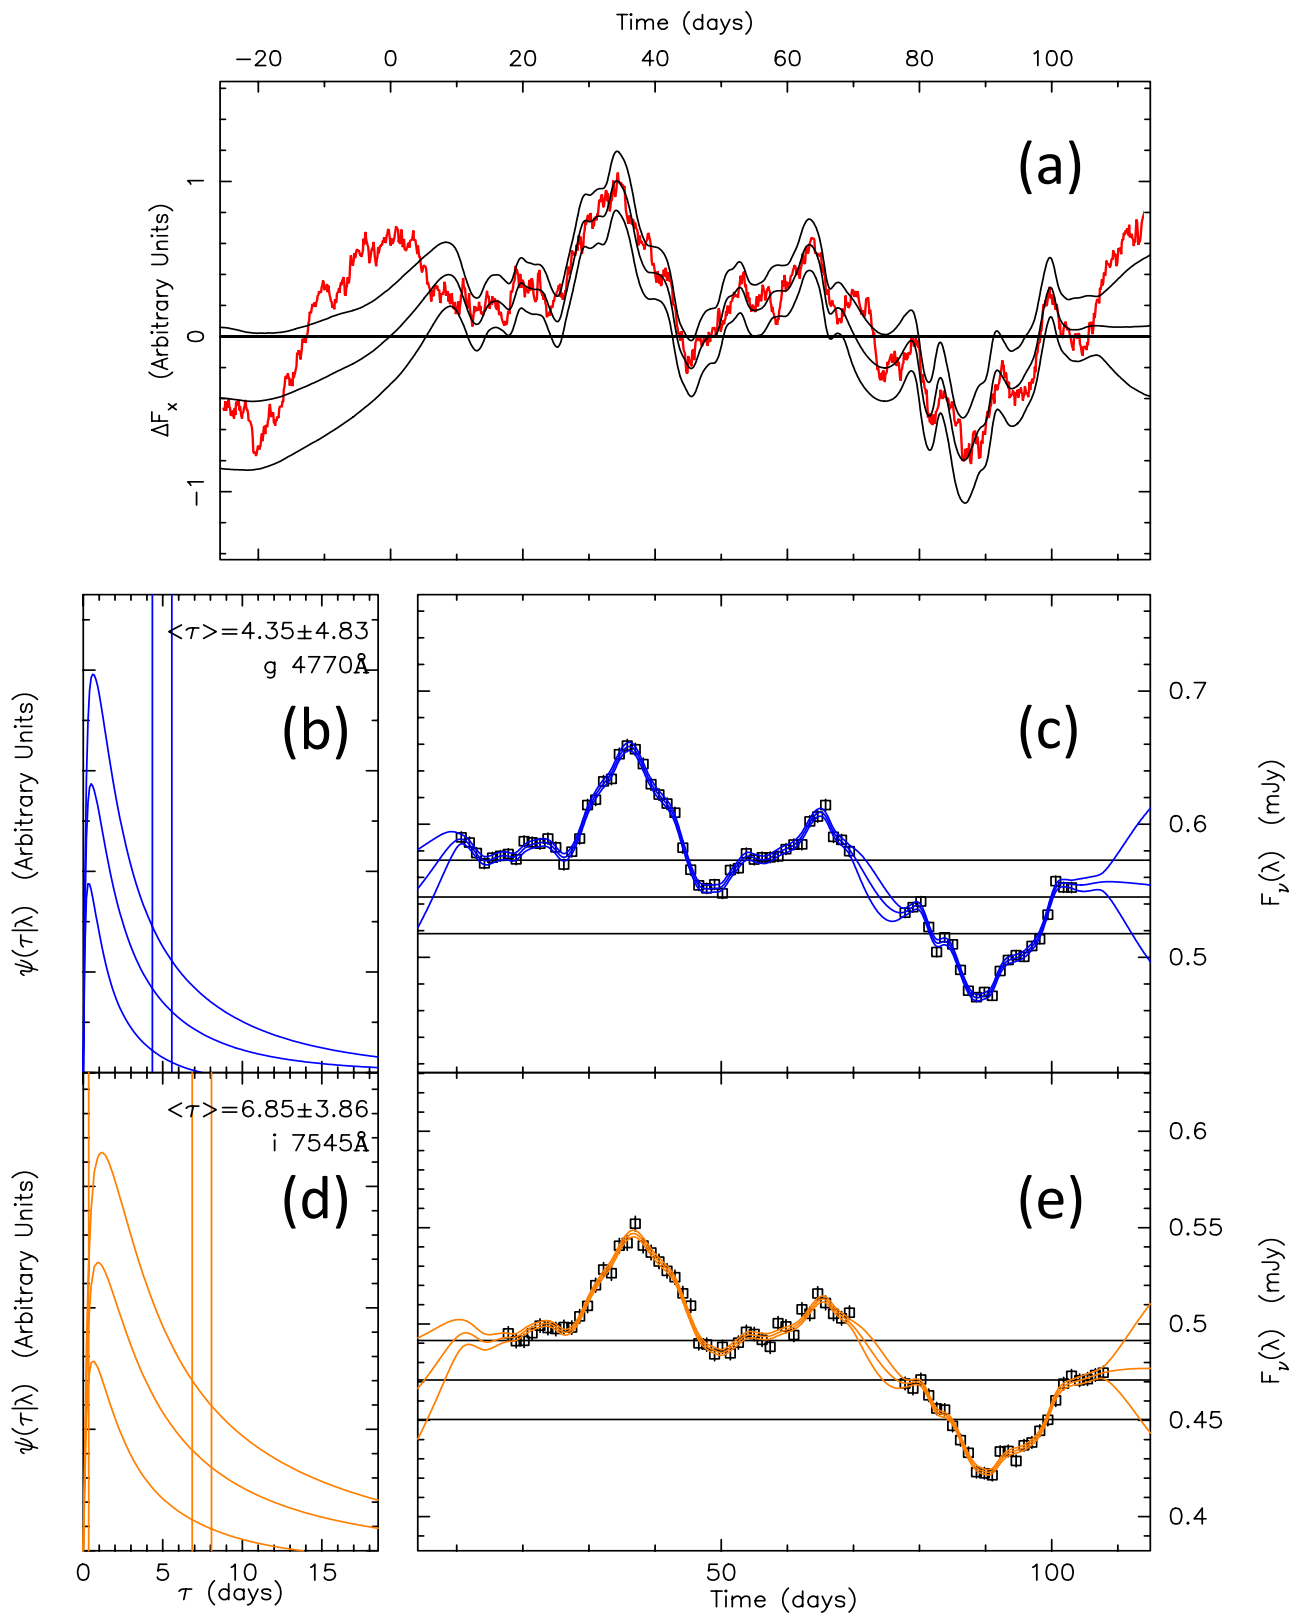 Time (days)
−20 0 20 40 60 80 100
ΔFₓ (Arbitrary Units)
1
0
−1
(a)
ψ(τ|λ) (Arbitrary Units)
<τ>=4.35±4.83
g 4770Å
(b)
(c)
0.7
0.6
0.5
F_ν(λ) (mJy)
ψ(τ|λ) (Arbitrary Units)
<τ>=6.85±3.86
i 7545Å
(d)
(e)
0.6
0.55
0.5
0.45
0.4
F_ν(λ) (mJy)
0 5 10 15
τ (days)
50 100
Time (days)